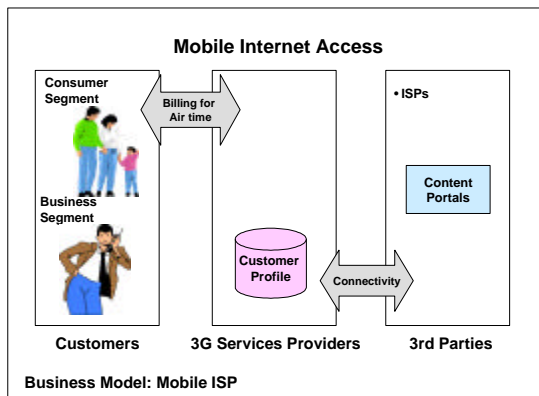 Mobile Internet Access
Consumer
Segment
Billing for
Air time
• ISPs
Content
Portals
Business
Segment
Customer
Profile
Connectivity
Customers
3G Services Providers
3rd Parties
Business Model: Mobile ISP